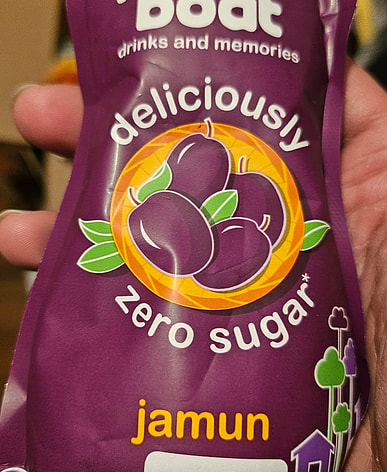 boat
drinks and memories
deliciously
zero sugar*
jamun